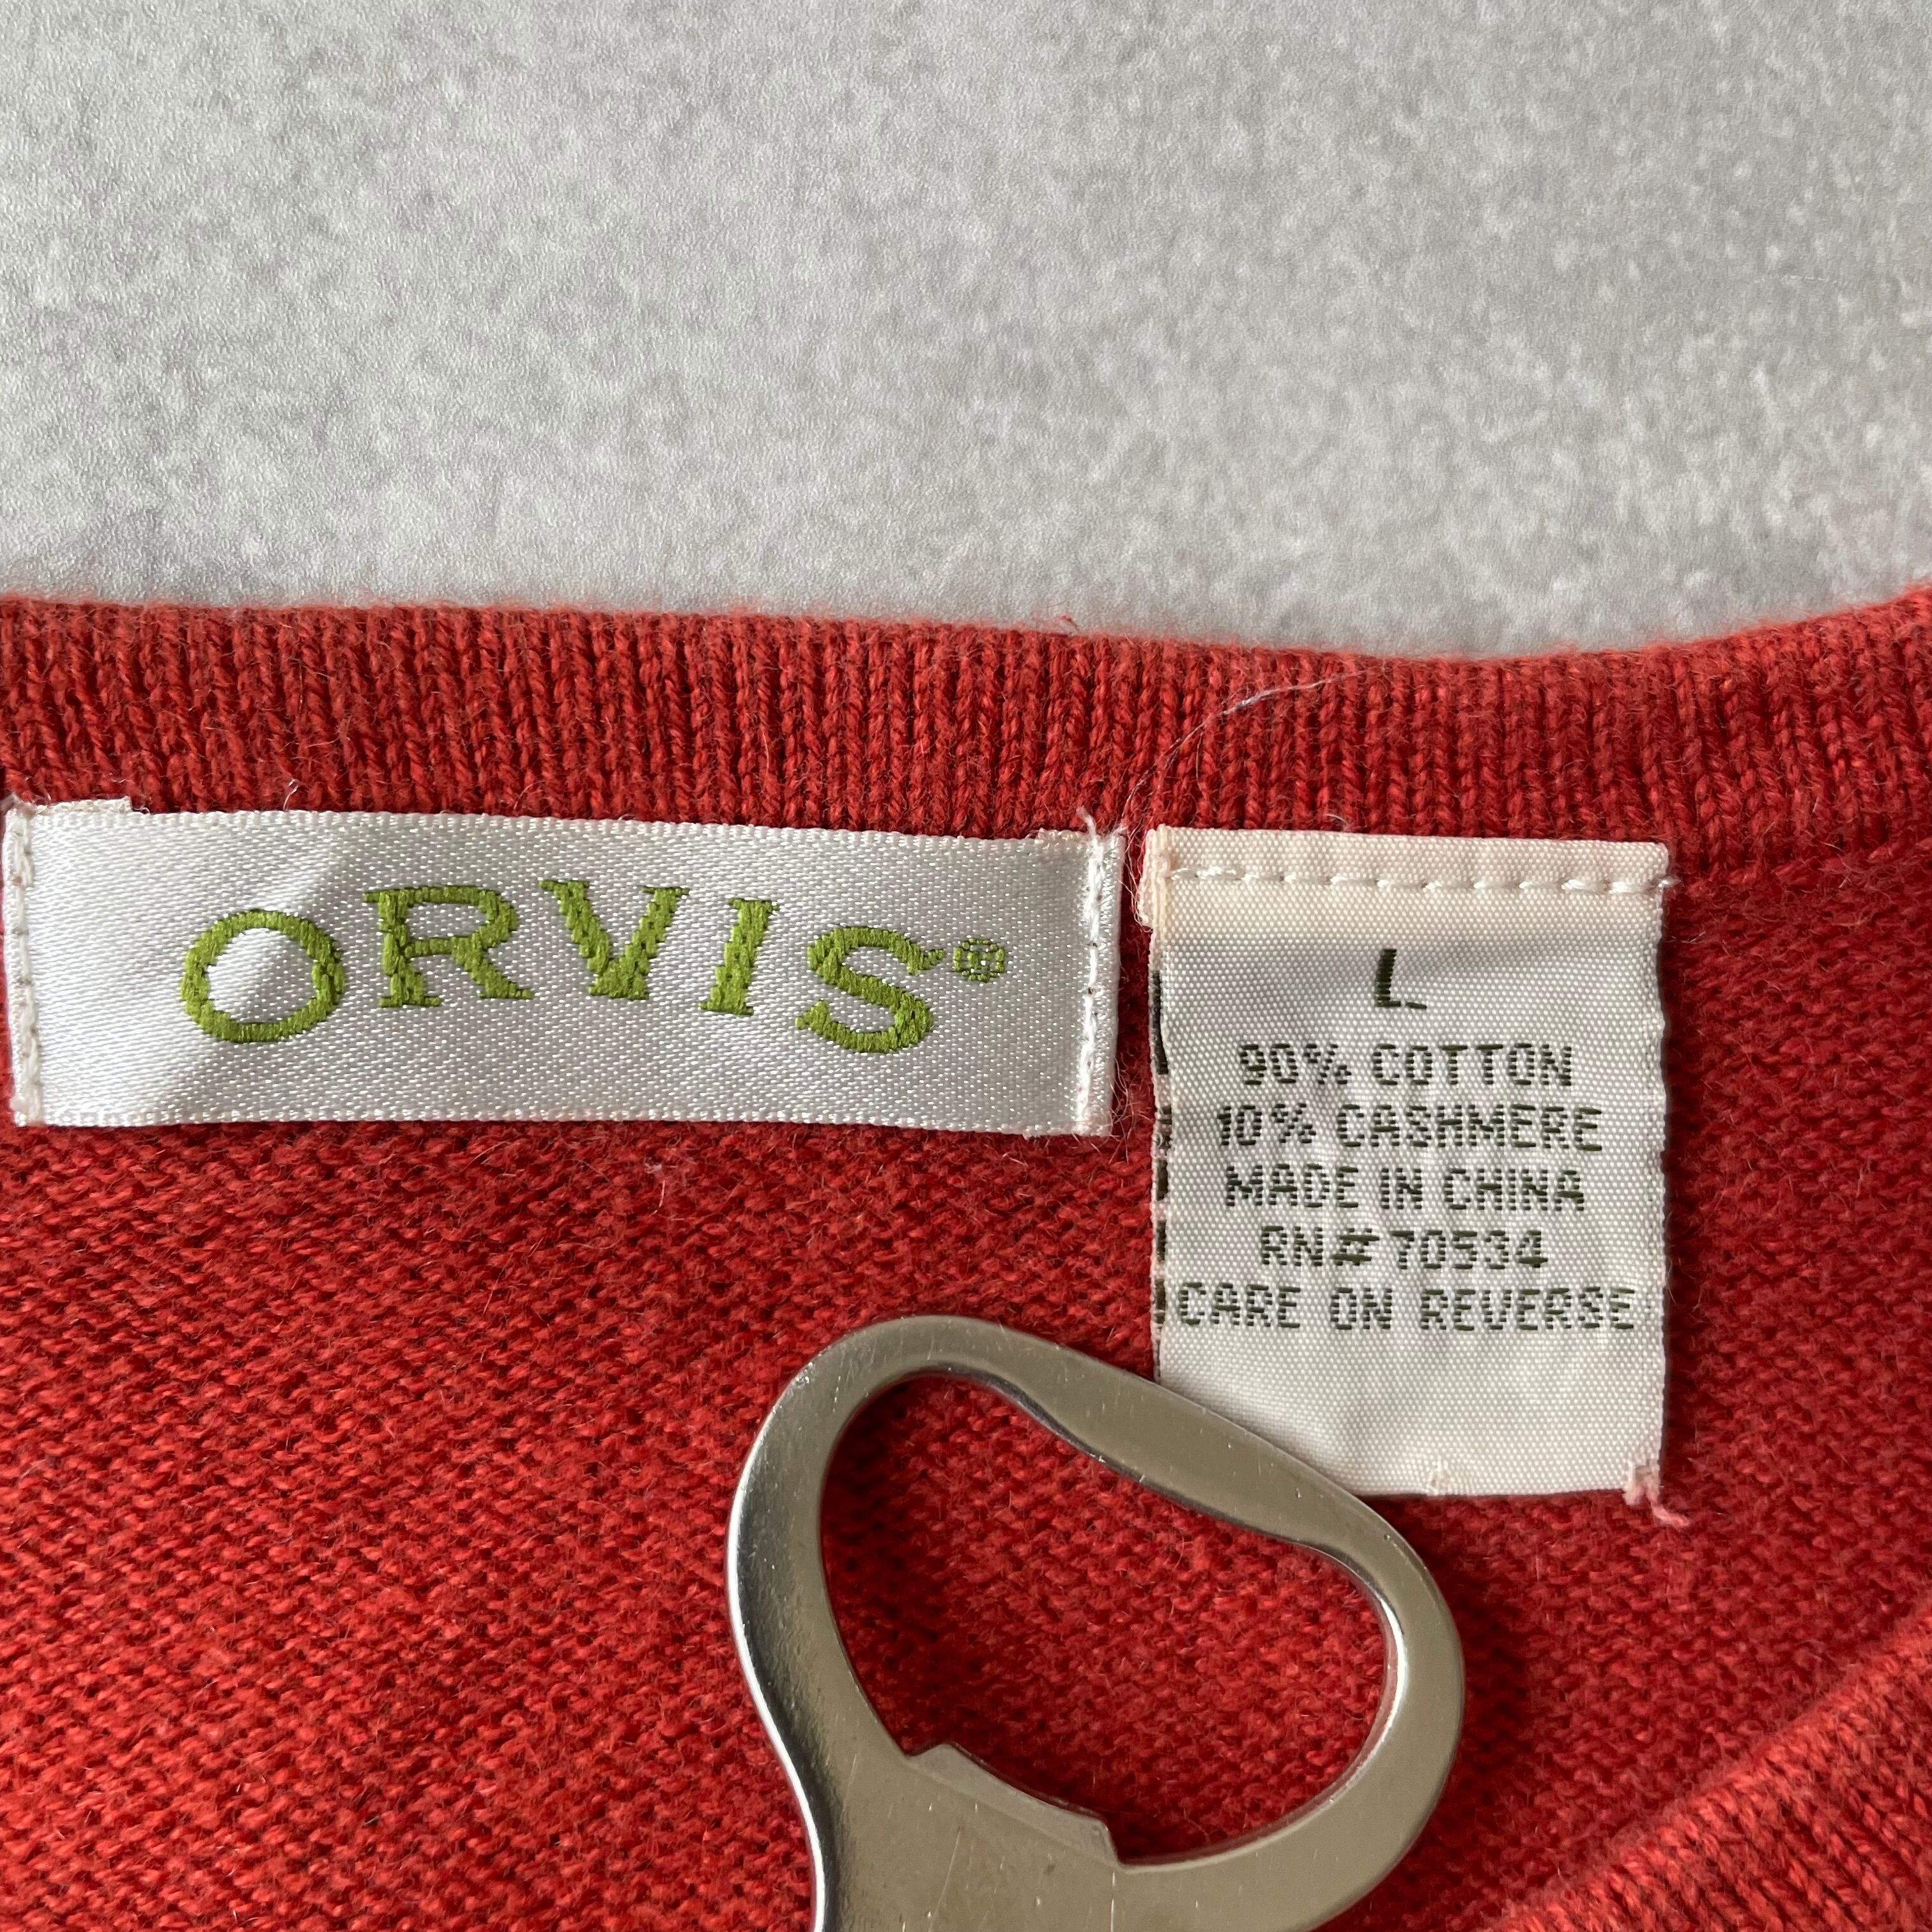 ORVIS®
L
90% COTTON
10% CASHMERE
MADE IN CHINA
RN# 70534
CARE ON REVERSE